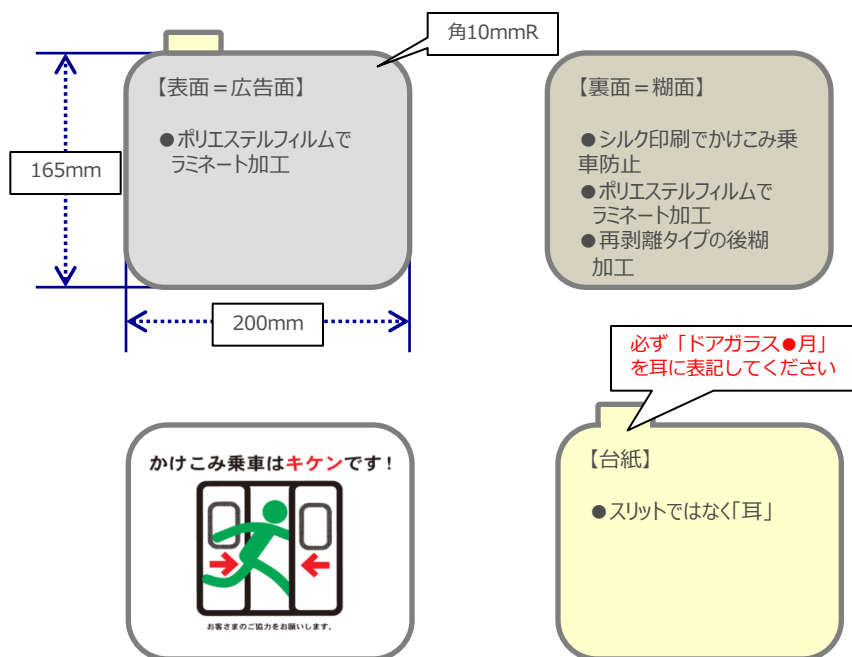 角10mmR
【表面＝広告面】
●ポリエステルフィルムで
ラミネート加工
165mm
200mm
【裏面＝糊面】
●シルク印刷でかけこみ乗
車防止
●ポリエステルフィルムで
ラミネート加工
●再剥離タイプの後糊
加工
必ず「ドアガラス●月」
を耳に表記してください
かけこみ乗車はキケンです！
お客さまのご協力をお願いします。
【台紙】
●スリットではなく「耳」